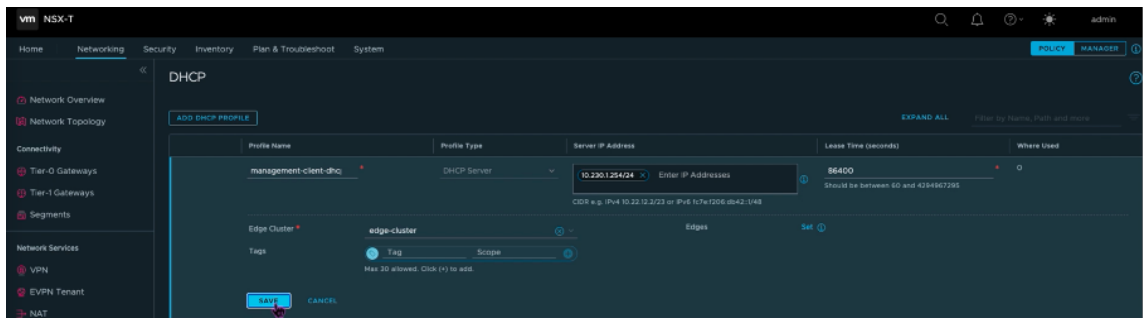 vm NSX-T admin
Home Networking Security Inventory Plan & Troubleshoot System POLICY MANAGER
DHCP
Network Overview
Network Topology
ADD DHCP PROFILE EXPAND ALL Filter by Name, Path and more
Connectivity
Profile Name Profile Type Server IP Address Lease Time (seconds) Where Used
Tier-0 Gateways
management-client-dhcp * DHCP Server 10.230.1.254/24 × Enter IP Addresses 86400 * 0
Should be between 60 and 4294967295
Tier-1 Gateways
CIDR e.g. IPv4 10.22.12.2/23 or IPv6 fc7e:f206:db42::1/48
Segments
Edge Cluster * edge-cluster Edges Set
Network Services
Tags Tag Scope
Max 30 allowed. Click (+) to add.
VPN
EVPN Tenant
SAVE CANCEL
NAT